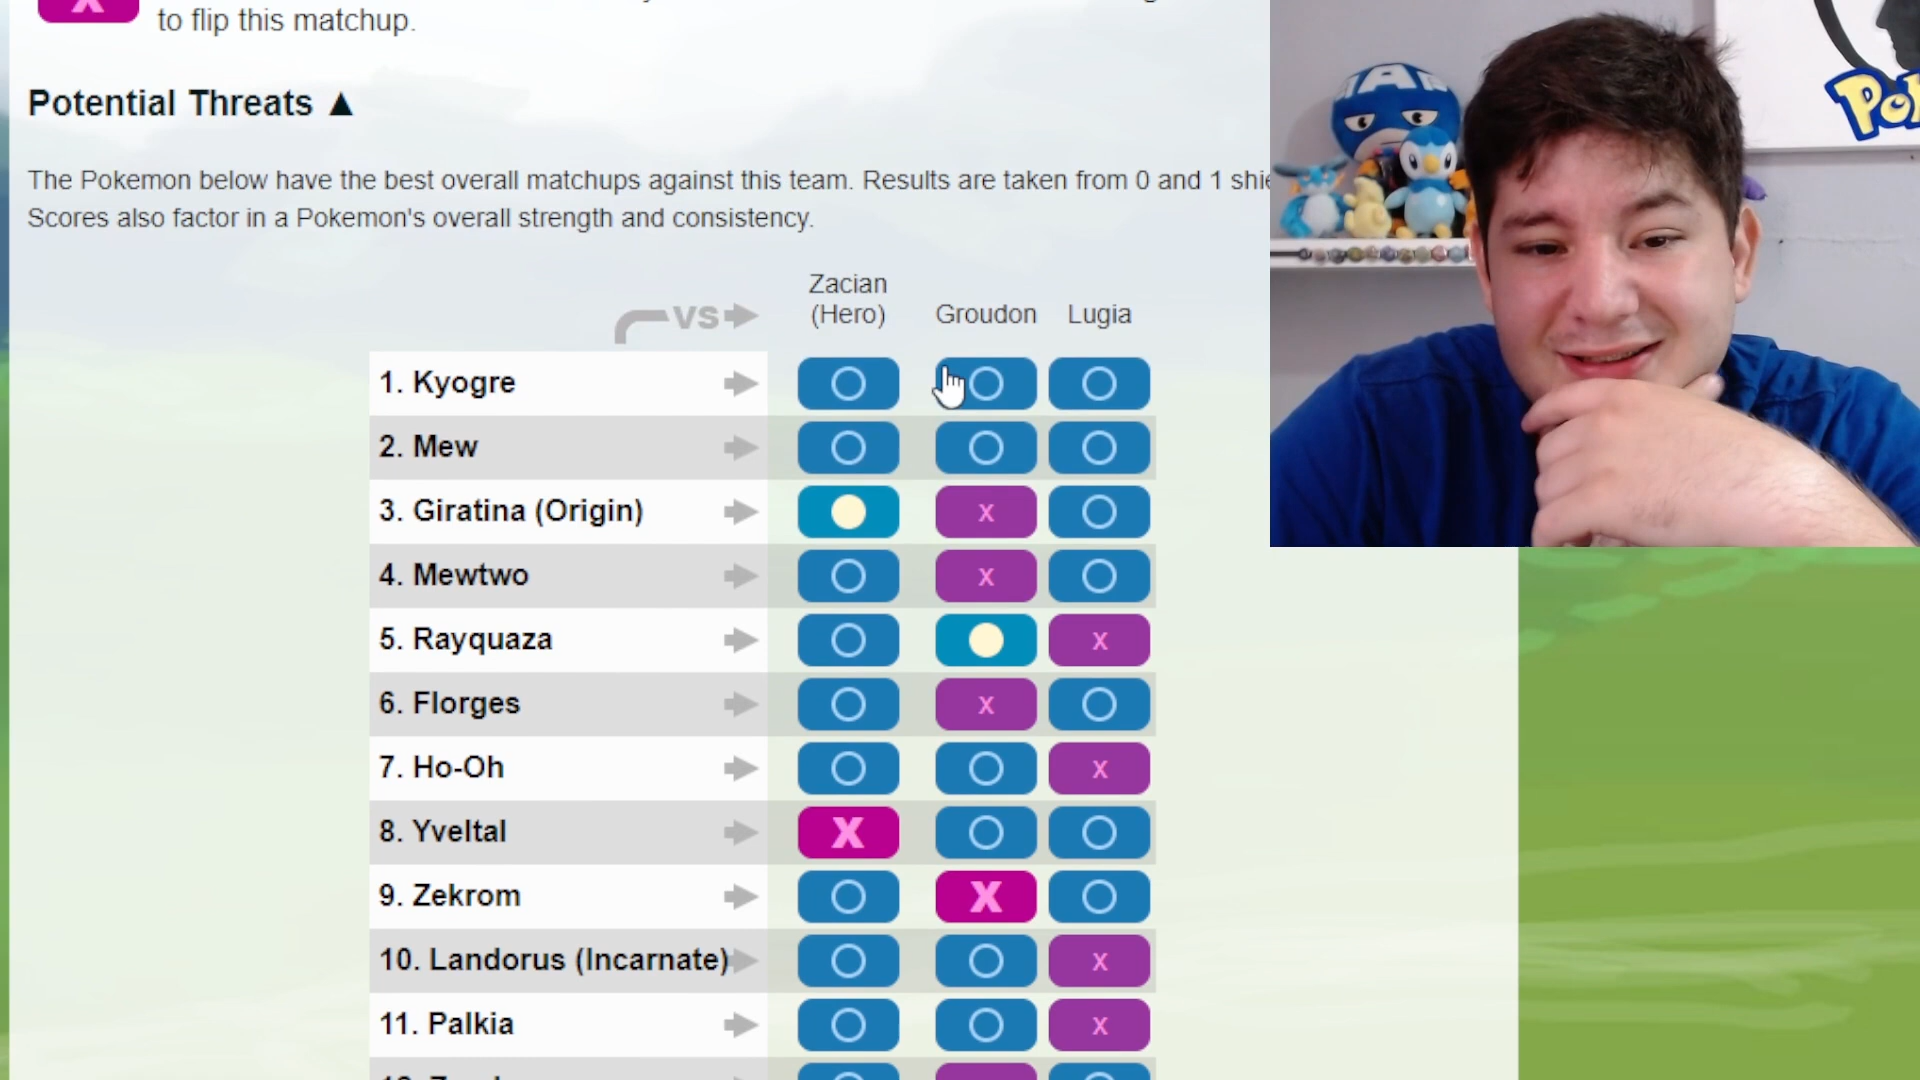 to flip this matchup.
Potential Threats ▲
The Pokemon below have the best overall matchups against this team. Results are taken from 0 and 1
Scores also factor in a Pokemon's overall strength and consistency.
vs
Zacian
(Hero)
Groudon
Lugia
1. Kyogre
2. Mew
3. Giratina (Origin)
X
4. Mewtwo
X
5. Rayquaza
X
6. Florges
X
7. Ho-Oh
X
8. Yveltal
X
9. Zekrom
X
10. Landorus (Incarnate)
X
11. Palkia
X